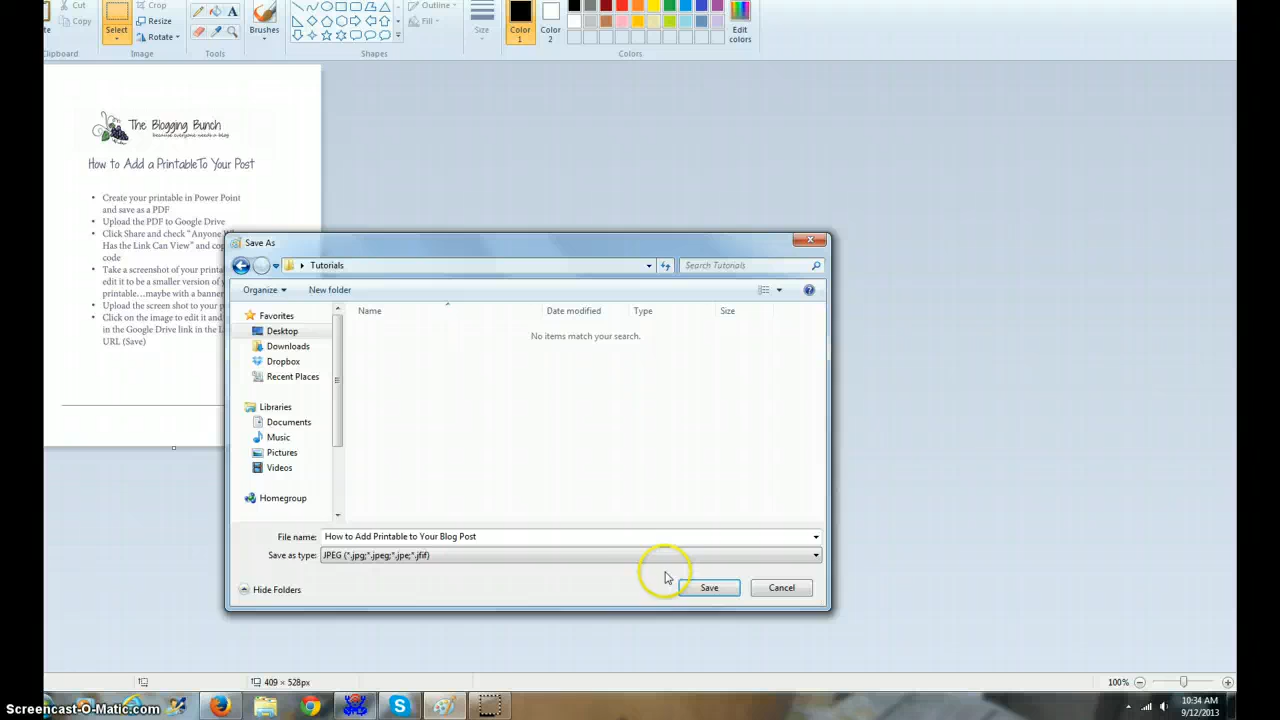 Cut
Copy
Clipboard
Select
Crop
Resize
Rotate
Image
Tools
Brushes
Shapes
Outline
Fill
Size
Color
1
Color
2
Edit
colors
Colors
The Blogging Bunch
because everyone needs a blog
How to Add a PrintableTo Your Post
• Create your printable in Power Point
and save as a PDF
• Upload the PDF to Google Drive
• Click Share and check “Anyone
Has the Link Can View” and
code
• Take a screenshot of your
edit it to be a smaller version of
printable…maybe with a banner
• Upload the screen shot to your
• Click on the image to edit it and
in the Google Drive link in the
URL (Save)
Save As
Tutorials
Search Tutorials
Organize
New folder
Name
Date modified
Type
Size
No items match your search.
Favorites
Desktop
Downloads
Dropbox
Recent Places
Libraries
Documents
Music
Pictures
Videos
Homegroup
File name: How to Add Printable to Your Blog Post
Save as type: JPEG (*.jpg;*.jpeg;*.jpe;*.jfif)
Hide Folders
Save
Cancel
409 × 528px
100%
Screencast-O-Matic.com
10:34 AM
9/12/2013